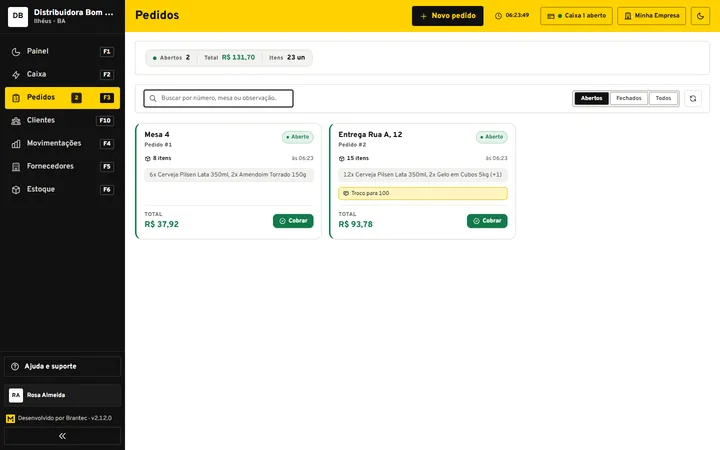 DB
Distribuidora Bom ...
Ilhéus - BA
Painel F1
Caixa F2
Pedidos 2 F3
Clientes F10
Movimentações F4
Fornecedores F5
Estoque F6
Ajuda e suporte
RA Rosa Almeida
Desenvolvido por Brantec · v2.12.0
Pedidos
Novo pedido
06:23:49
Caixa 1 aberto
Minha Empresa
Abertos 2 Total R$ 131,70 Itens 23 un
Buscar por número, mesa ou observação.
Abertos Fechados Todos
Mesa 4
Aberto
Pedido #1
8 itens às 06:23
6x Cerveja Pilsen Lata 350ml, 2x Amendoim Torrado 150g
TOTAL
R$ 37,92
Cobrar
Entrega Rua A, 12
Aberto
Pedido #2
15 itens às 06:23
12x Cerveja Pilsen Lata 350ml, 2x Gelo em Cubos 5kg (+1)
Troco para 100
TOTAL
R$ 93,78
Cobrar